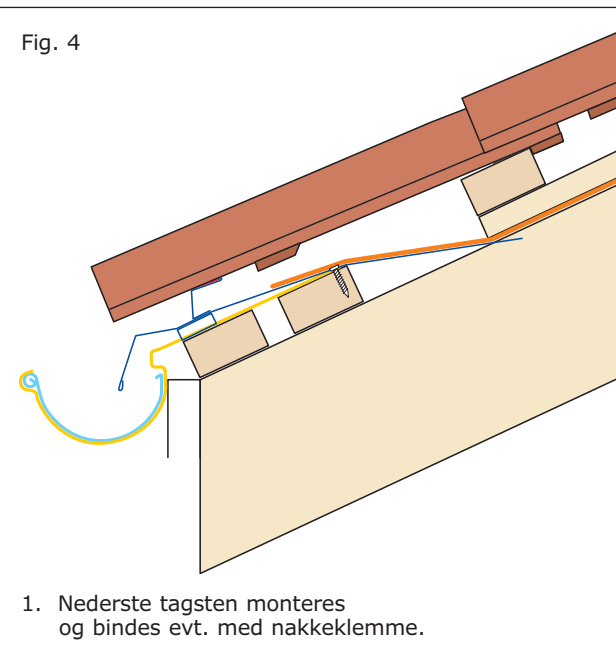 Fig. 4
1. Nederste tagsten monteres
og bindes evt. med nakkeklemme.